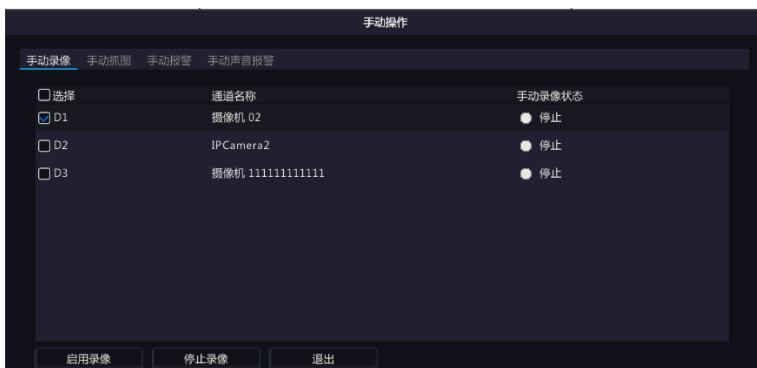 手动操作
手动录像 手动抓图 手动报警 手动声音报警
选择 通道名称 手动录像状态
D1 摄像机 02 停止
D2 IPCamera2 停止
D3 摄像机 111111111111 停止
启用录像 停止录像 退出